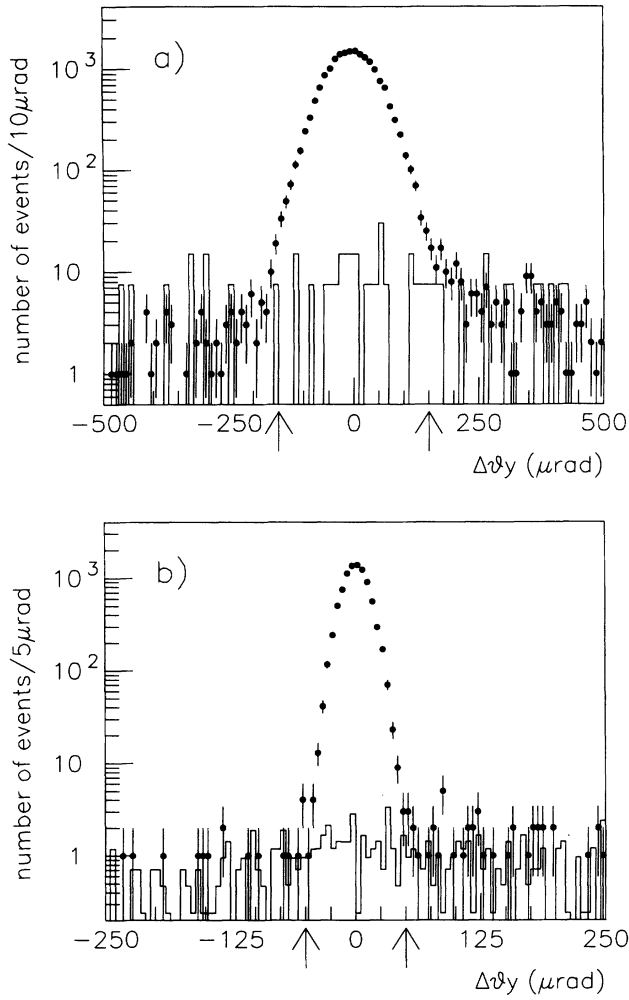 a)
number of events/10μrad
10³
10²
10
1
−500 −250 0 250 500
Δϑy (μrad)
b)
number of events/5μrad
10³
10²
10
1
−250 −125 0 125 250
Δϑy (μrad)